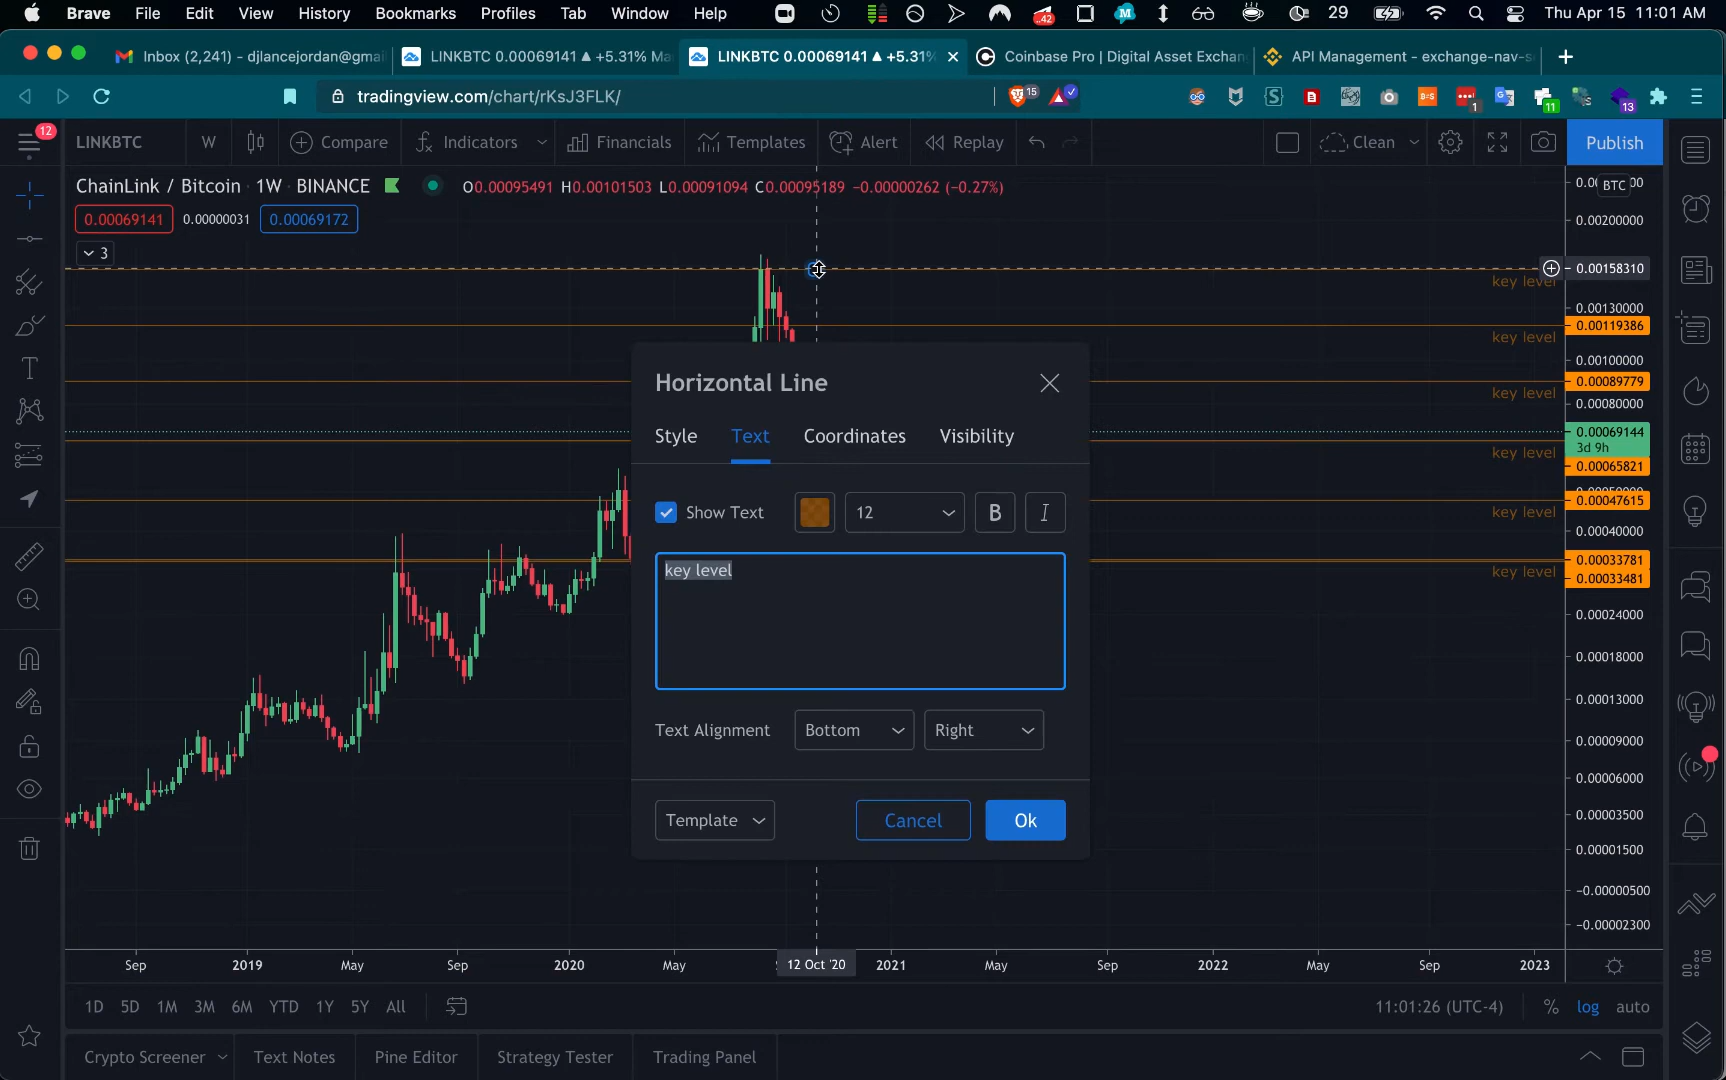 Brave File Edit View History Bookmarks Profiles Tab Window Help 42 29 Thu Apr 15 11:01 AM
Inbox (2,241) - djlancejordan@gmai
LINKBTC 0.00069141 ▲ +5.31% Ma
LINKBTC 0.00069141 ▲ +5.31%
Coinbase Pro | Digital Asset Exchan
API Management - exchange-nav-s
tradingview.com/chart/rKsJ3FLK/
15
1
11
13
12
LINKBTC W Compare Indicators Financials Templates Alert Replay Clean Publish
ChainLink / Bitcoin · 1W · BINANCE O0.00095491 H0.00101503 L0.00091094 C0.00095189 −0.00000262 (−0.27%)
BTC
0.00069141 0.00000031 0.00069172
0.00200000
3
0.00158310
key level
0.00130000
0.00119386
key level
0.00100000
0.00089779
key level
0.00080000
0.00069144
3d 9h
key level
0.00065821
0.00047615
key level
0.00040000
0.00033781
key level
0.00033481
0.00024000
0.00018000
0.00013000
0.00009000
0.00006000
0.00003500
0.00001500
−0.00000500
−0.00002300
Horizontal Line
Style Text Coordinates Visibility
Show Text 12 B I
key level
Text Alignment Bottom Right
Template Cancel Ok
Sep 2019 May Sep 2020 May 12 Oct '20 2021 May Sep 2022 May Sep 2023
1D 5D 1M 3M 6M YTD 1Y 5Y All 11:01:26 (UTC-4) % log auto
Crypto Screener Text Notes Pine Editor Strategy Tester Trading Panel